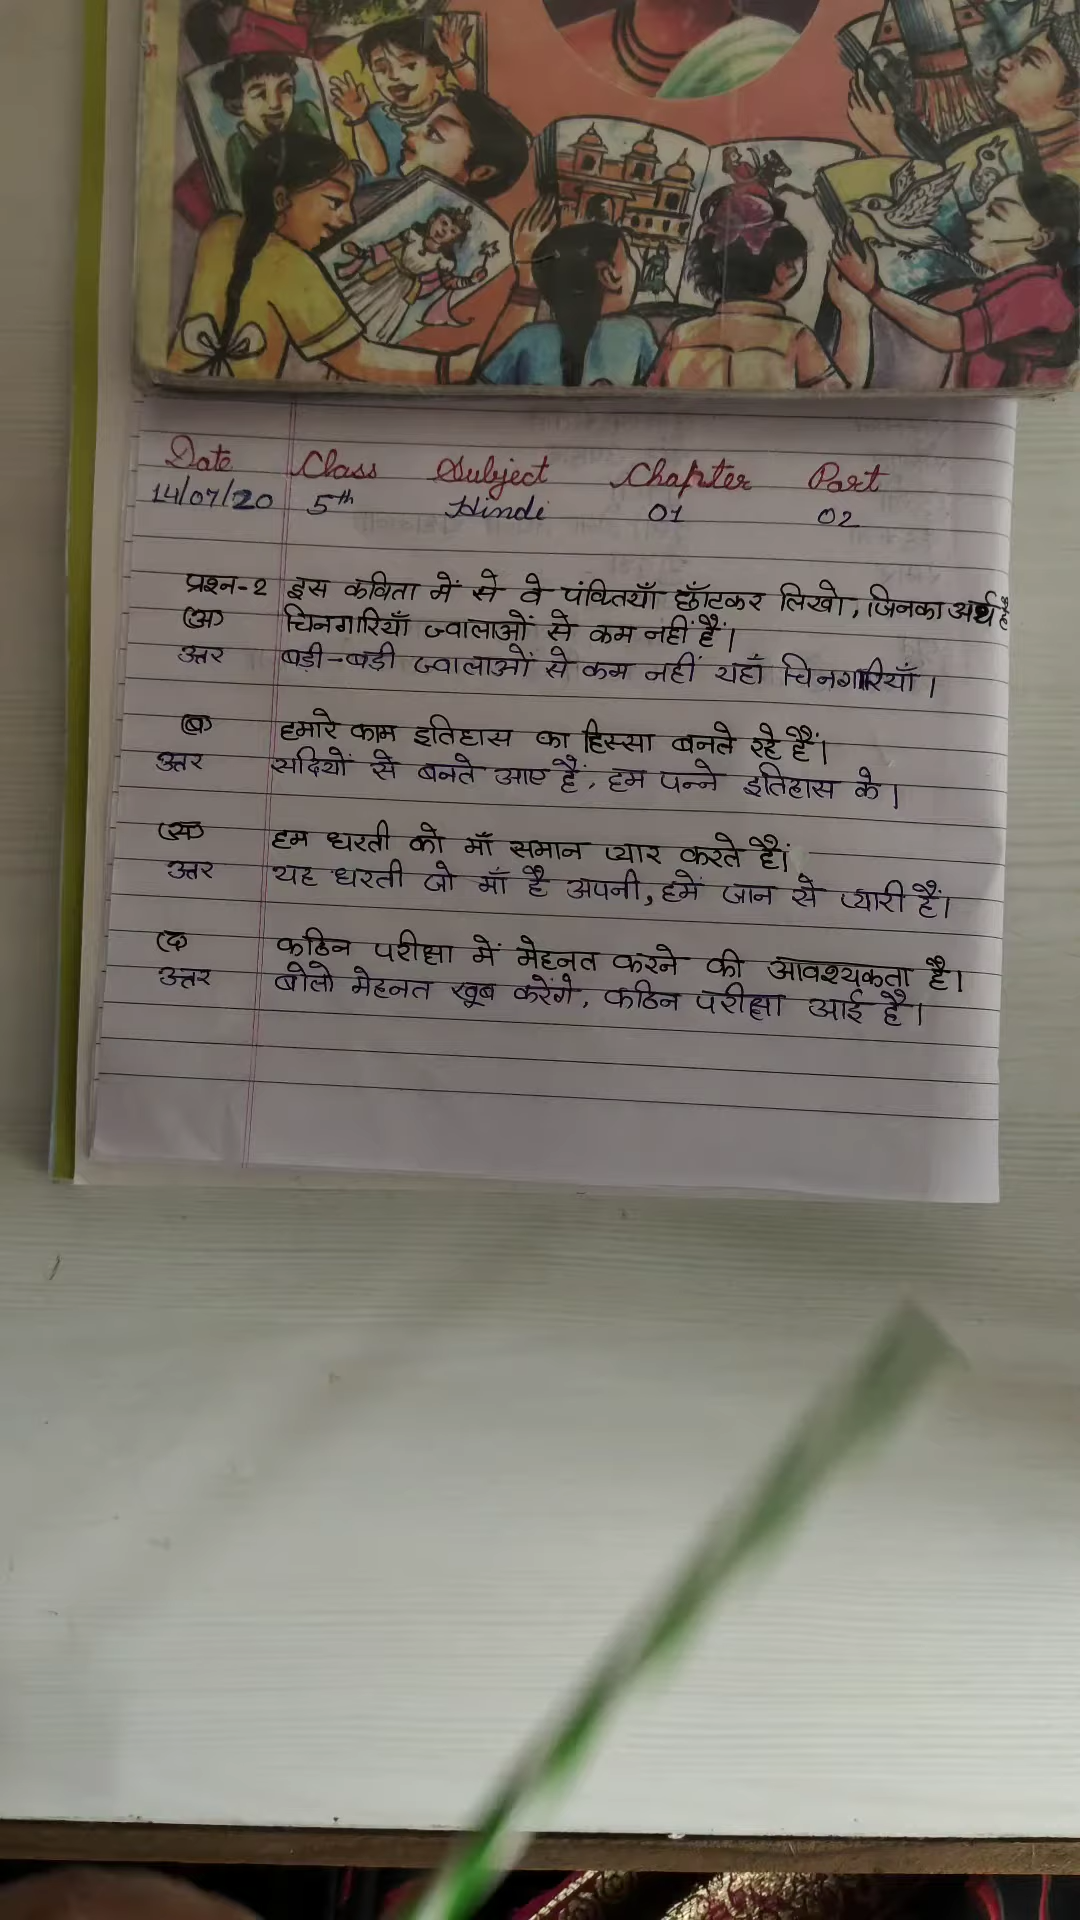 Date Class Subject Chapter Part
14/07/20 5th Hindi 01 02
प्रश्न-2 इस कविता में से वे पंक्तियाँ छाँटकर लिखो, जिनका अर्थ है
(अ) चिनगारियाँ ज्वालाओं से कम नहीं हैं।
उत्तर बड़ी-बड़ी ज्वालाओं से कम नहीं यहाँ चिनगारियाँ।
(ब) हमारे काम इतिहास का हिस्सा बनते रहे हैं।
उत्तर सदियों से बनते आए हैं, हम पन्ने इतिहास के।
(स) हम धरती को माँ समान प्यार करते हैं।
उत्तर यह धरती जो माँ है अपनी, हमें जान से प्यारी हैं।
(द) कठिन परीक्षा में मेहनत करने की आवश्यकता है।
उत्तर बोलो मेहनत खूब करेंगे, कठिन परीक्षा आई है।